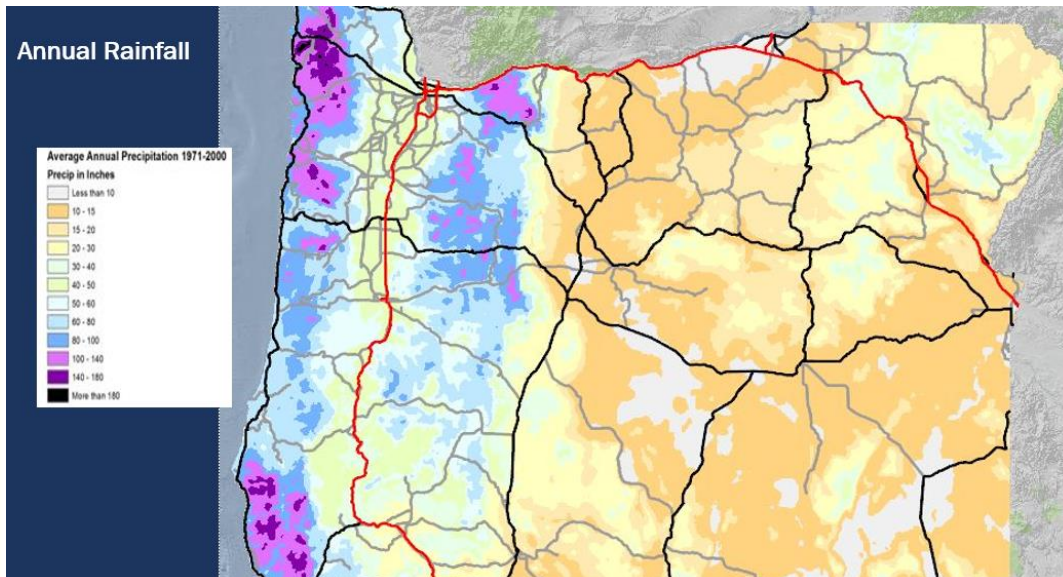 Annual Rainfall
Average Annual Precipitation 1971-2000
Precip in Inches
Less than 10
10 - 15
15 - 20
20 - 30
30 - 40
40 - 50
50 - 60
60 - 80
80 - 100
100 - 140
140 - 180
More than 180